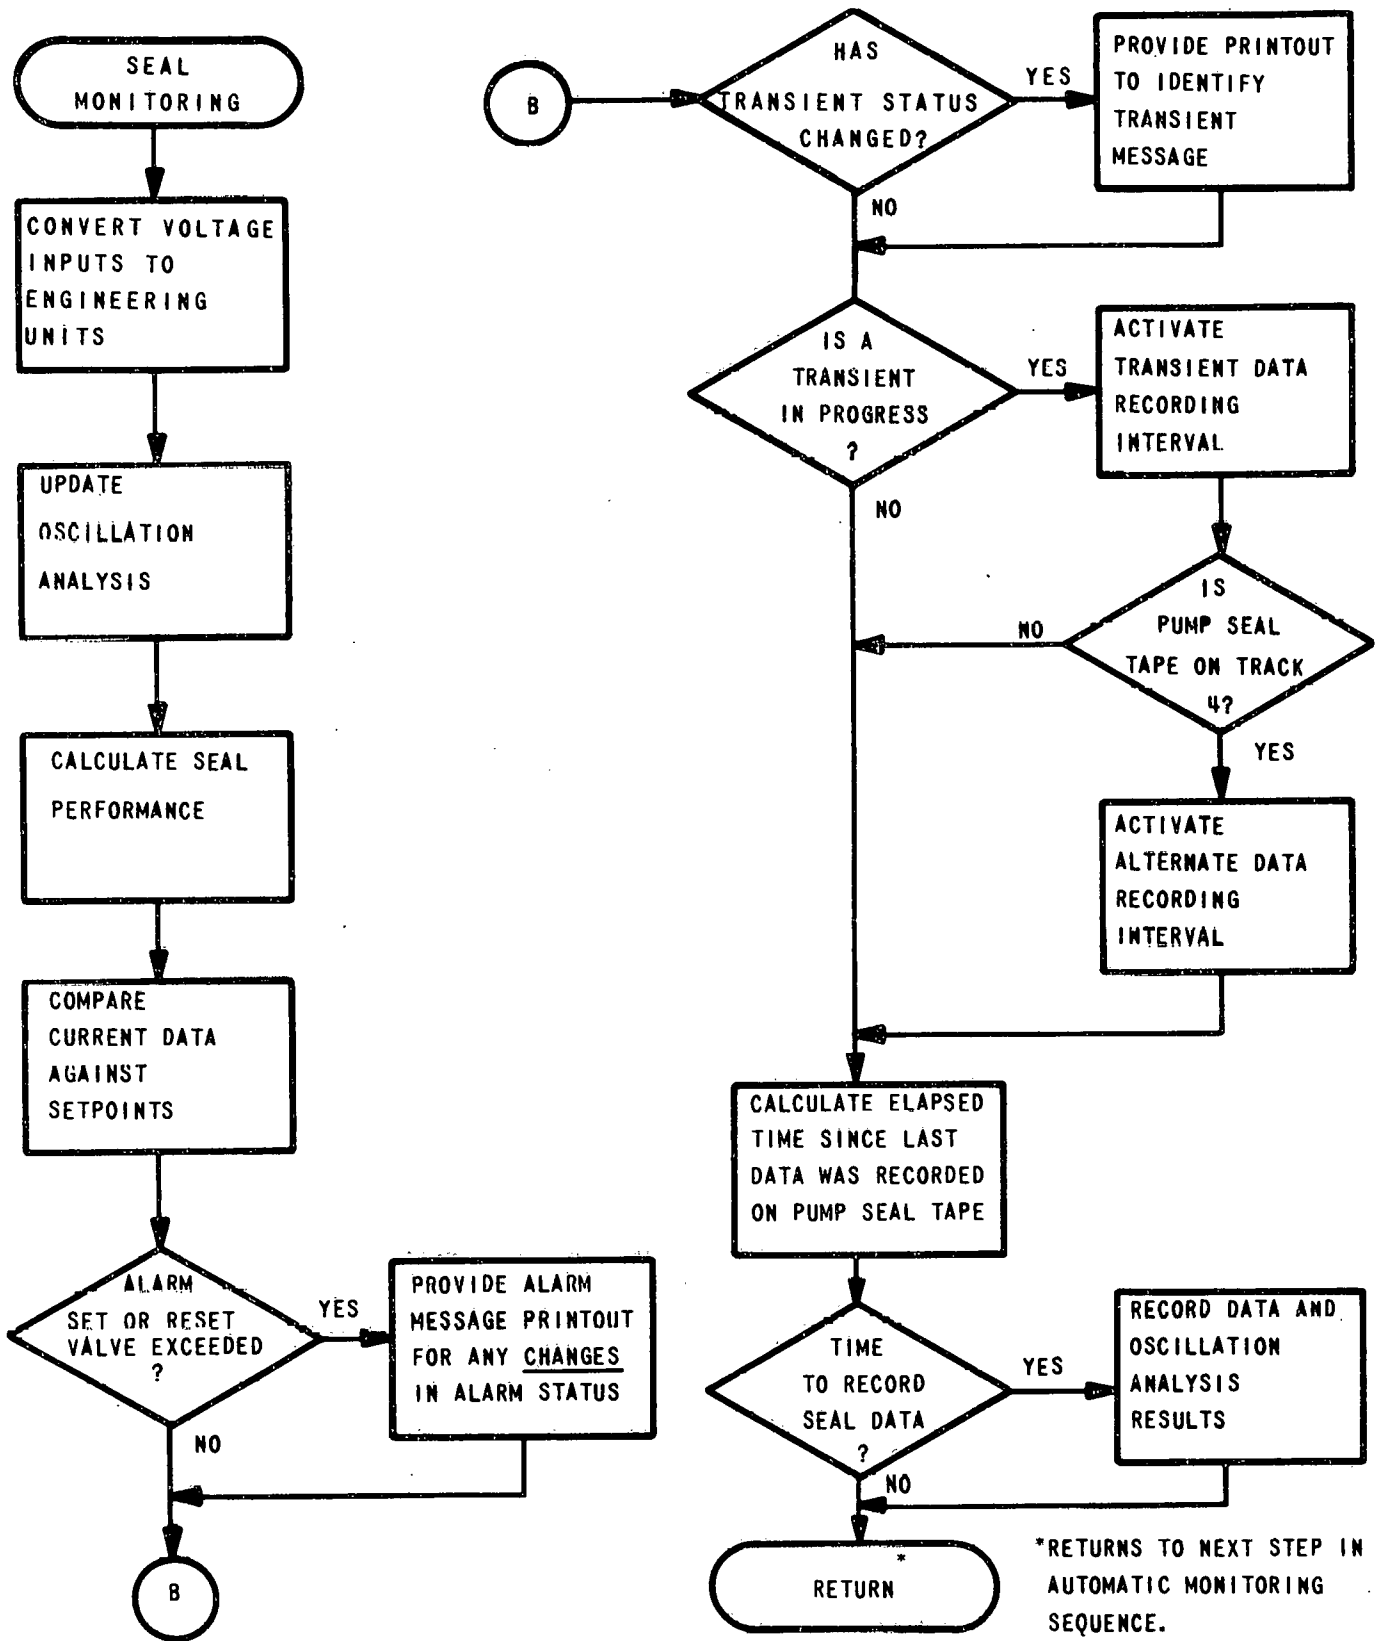 SEAL
MONITORING
CONVERT VOLTAGE
INPUTS TO
ENGINEERING
UNITS
UPDATE
OSCILLATION
ANALYSIS
CALCULATE SEAL
PERFORMANCE
COMPARE
CURRENT DATA
AGAINST
SETPOINTS
ALARM
SET OR RESET
VALVE EXCEEDED
?
YES
PROVIDE ALARM
MESSAGE PRINTOUT
FOR ANY CHANGES
IN ALARM STATUS
NO
B
B
HAS
TRANSIENT STATUS
CHANGED?
YES
PROVIDE PRINTOUT
TO IDENTIFY
TRANSIENT
MESSAGE
NO
IS A
TRANSIENT
IN PROGRESS
?
YES
ACTIVATE
TRANSIENT DATA
RECORDING
INTERVAL
NO
IS
PUMP SEAL
TAPE ON TRACK
4?
NO
YES
ACTIVATE
ALTERNATE DATA
RECORDING
INTERVAL
CALCULATE ELAPSED
TIME SINCE LAST
DATA WAS RECORDED
ON PUMP SEAL TAPE
TIME
TO RECORD
SEAL DATA
?
YES
RECORD DATA AND
OSCILLATION
ANALYSIS
RESULTS
NO
RETURN*
*RETURNS TO NEXT STEP IN
AUTOMATIC MONITORING
SEQUENCE.